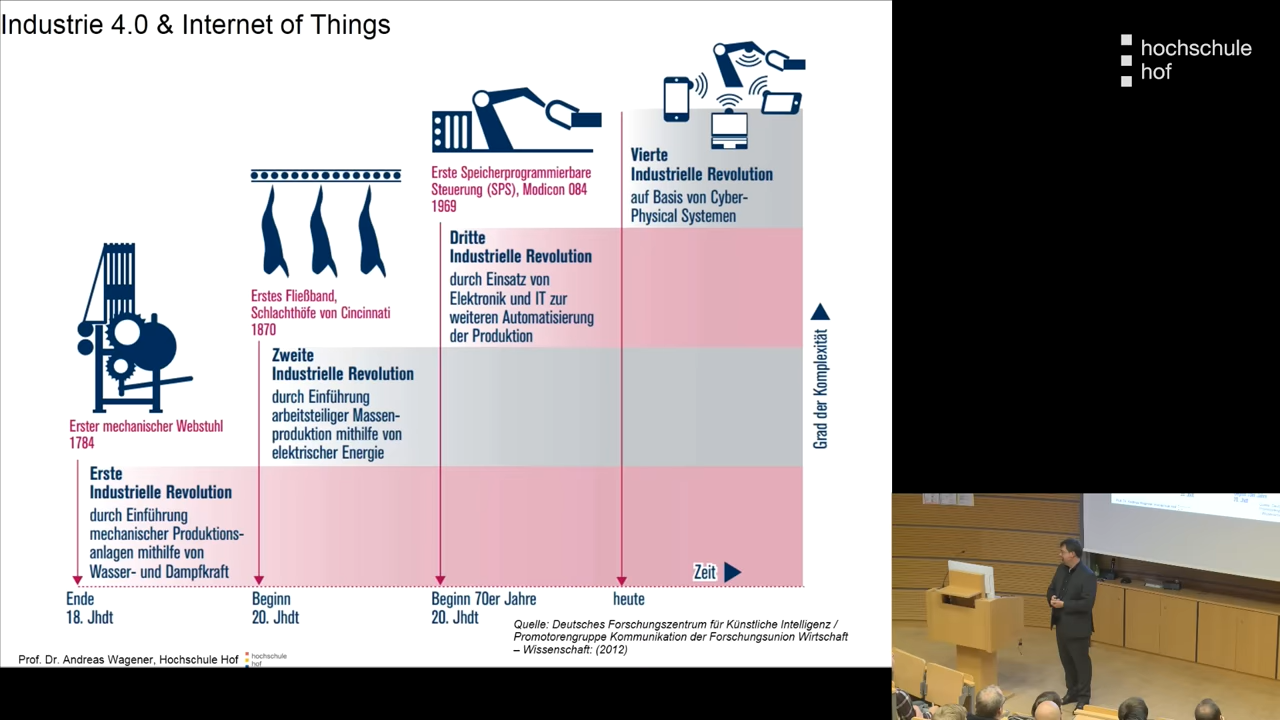 Industrie 4.0 & Internet of Things
hochschule
hof
Vierte
Industrielle Revolution
auf Basis von Cyber-
Physical Systemen
Erste Speicherprogrammierbare
Steuerung (SPS), Modicon 084
1969
Dritte
Industrielle Revolution
durch Einsatz von
Elektronik und IT zur
weiteren Automatisierung
der Produktion
Erstes Fließband,
Schlachthöfe von Cincinnati
1870
Zweite
Industrielle Revolution
durch Einführung
arbeitsteiliger Massen-
produktion mithilfe von
elektrischer Energie
Erster mechanischer Webstuhl
1784
Erste
Industrielle Revolution
durch Einführung
mechanischer Produktions-
anlagen mithilfe von
Wasser- und Dampfkraft
Grad der Komplexität
Zeit
Ende
18. Jhdt
Beginn
20. Jhdt
Beginn 70er Jahre
20. Jhdt
heute
Quelle: Deutsches Forschungszentrum für Künstliche Intelligenz /
Promotorengruppe Kommunikation der Forschungsunion Wirtschaft
– Wissenschaft: (2012)
Prof. Dr. Andreas Wagener, Hochschule Hof
hochschule
hof